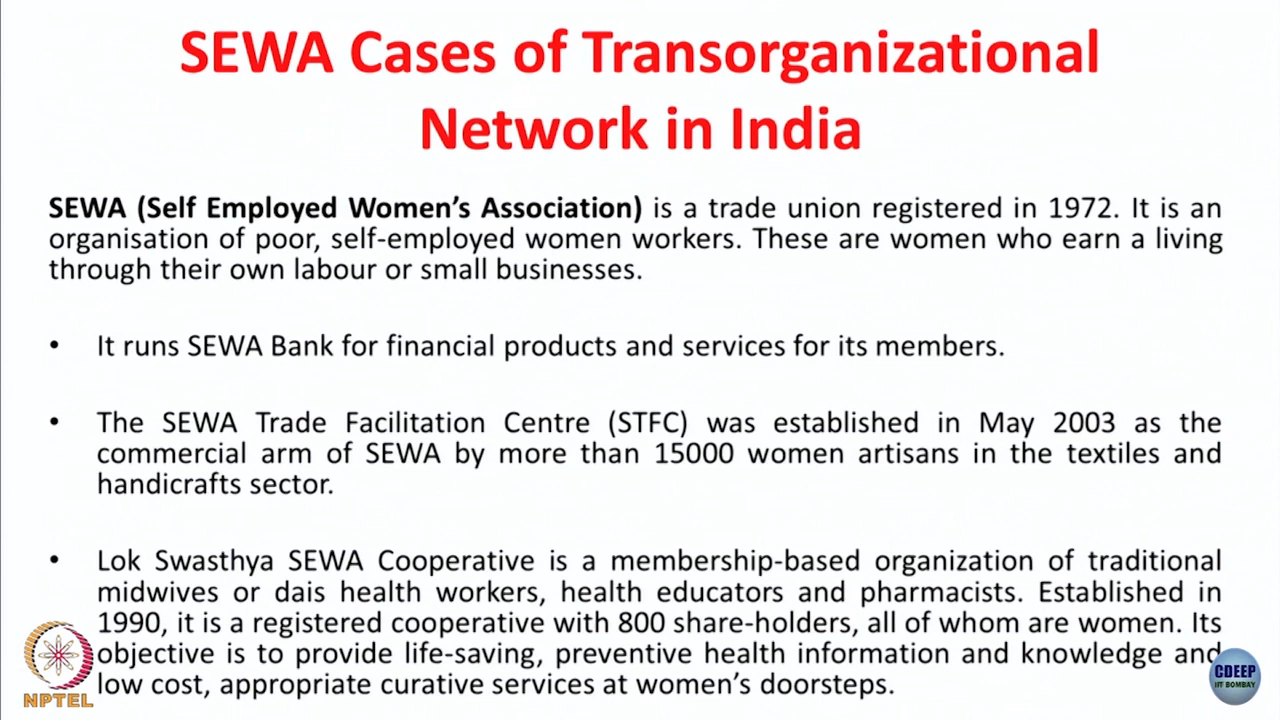 SEWA Cases of Transorganizational
Network in India
SEWA (Self Employed Women's Association) is a trade union registered in 1972. It is an
organisation of poor, self-employed women workers. These are women who earn a living
through their own labour or small businesses.
• It runs SEWA Bank for financial products and services for its members.
• The SEWA Trade Facilitation Centre (STFC) was established in May 2003 as the
commercial arm of SEWA by more than 15000 women artisans in the textiles and
handicrafts sector.
• Lok Swasthya SEWA Cooperative is a membership-based organization of traditional
midwives or dais health workers, health educators and pharmacists. Established in
1990, it is a registered cooperative with 800 share-holders, all of whom are women. Its
objective is to provide life-saving, preventive health information and knowledge and
low cost, appropriate curative services at women's doorsteps.
NPTEL
CDEEP
IIT BOMBAY